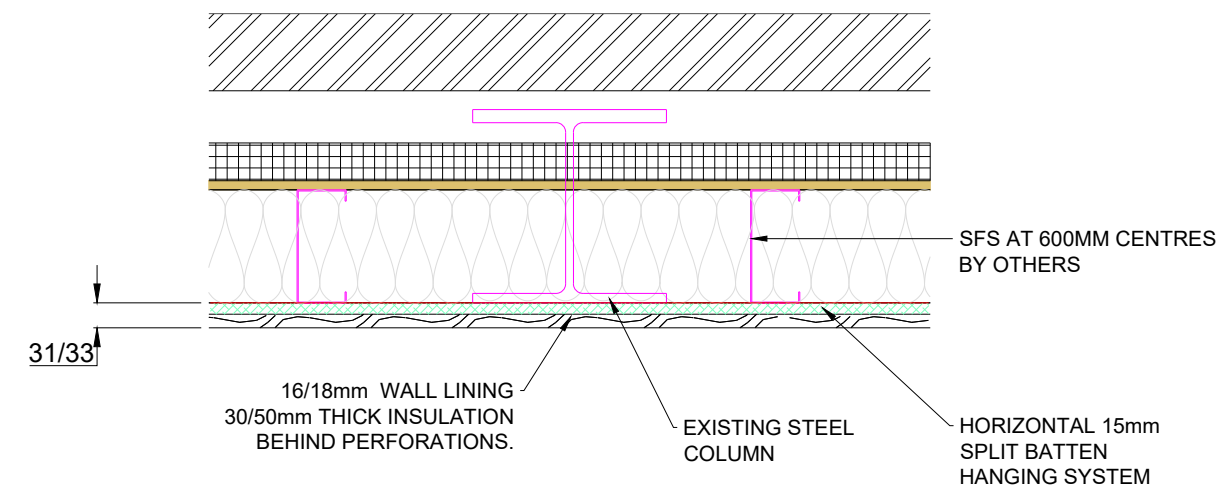 SFS AT 600MM CENTRES
BY OTHERS
31/33
16/18mm WALL LINING
30/50mm THICK INSULATION
BEHIND PERFORATIONS.
EXISTING STEEL
COLUMN
HORIZONTAL 15mm
SPLIT BATTEN
HANGING SYSTEM